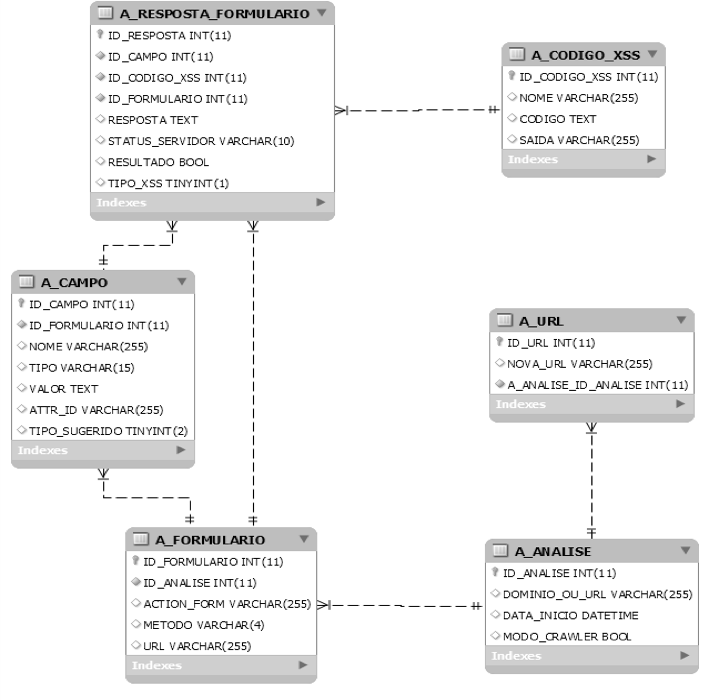 A_RESPOSTA_FORMULARIO
ID_RESPOSTA INT(11)
ID_CAMPO INT(11)
ID_CODIGO_XSS INT(11)
ID_FORMULARIO INT(11)
RESPOSTA TEXT
STATUS_SERVIDOR VARCHAR(10)
RESULTADO BOOL
TIPO_XSS TINYINT(1)
Indexes
A_CODIGO_XSS
ID_CODIGO_XSS INT(11)
NOME VARCHAR(255)
CODIGO TEXT
SAIDA VARCHAR(255)
Indexes
A_CAMPO
ID_CAMPO INT(11)
ID_FORMULARIO INT(11)
NOME VARCHAR(255)
TIPO VARCHAR(15)
VALOR TEXT
ATTR_ID VARCHAR(255)
TIPO_SUGERIDO TINYINT(2)
Indexes
A_URL
ID_URL INT(11)
NOVA_URL VARCHAR(255)
A_ANALISE_ID_ANALISE INT(11)
Indexes
A_FORMULARIO
ID_FORMULARIO INT(11)
ID_ANALISE INT(11)
ACTION_FORM VARCHAR(255)
METODO VARCHAR(4)
URL VARCHAR(255)
Indexes
A_ANALISE
ID_ANALISE INT(11)
DOMINIO_OU_URL VARCHAR(255)
DATA_INICIO DATETIME
MODO_CRAWLER BOOL
Indexes